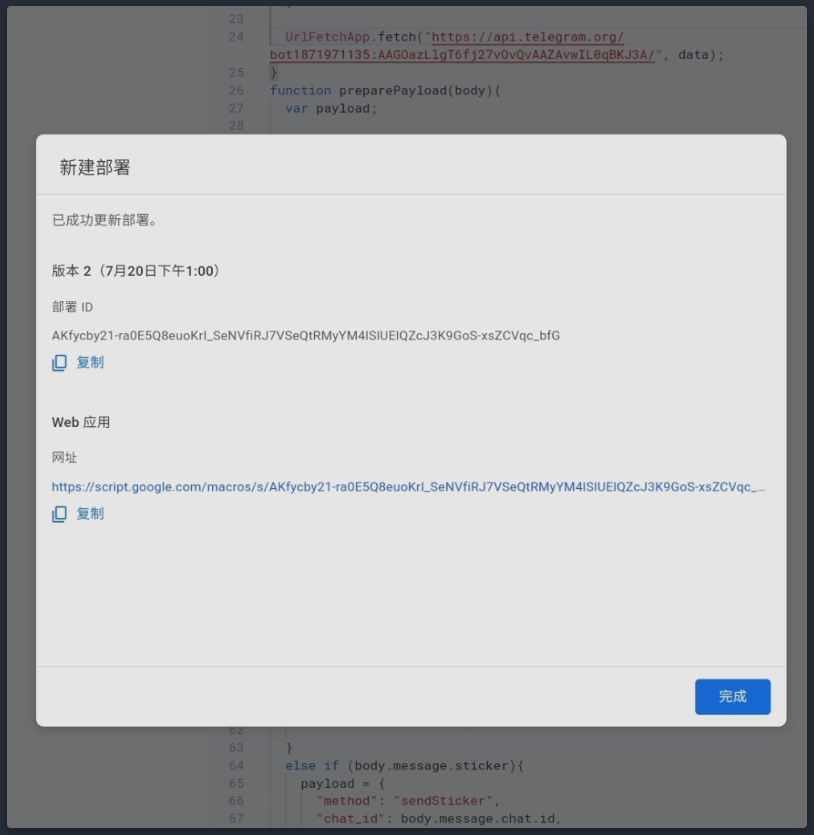 23
24 UrlFetchApp.fetch("https://api.telegram.org/
bot1871971135:AAGOazLlgT6fj27vOvQvAAZAvwIL0qBKJ3A/", data);
25 }
26 function preparePayload(body){
27 var payload;
28
新建部署
已成功更新部署。
版本 2（7月20日下午1:00）
部署 ID
AKfycby21-ra0E5Q8euoKrI_SeNVfiRJ7VSeQtRMyYM4ISIUEIQZcJ3K9GoS-xsZCVqc_bfG
复制
Web 应用
网址
https://script.google.com/macros/s/AKfycby21-ra0E5Q8euoKrI_SeNVfiRJ7VSeQtRMyYM4ISIUEIQZcJ3K9GoS-xsZCVqc_...
复制
完成
62
63 }
64 else if (body.message.sticker){
65 payload = {
66 "method": "sendSticker",
67 "chat_id": body.message.chat.id,